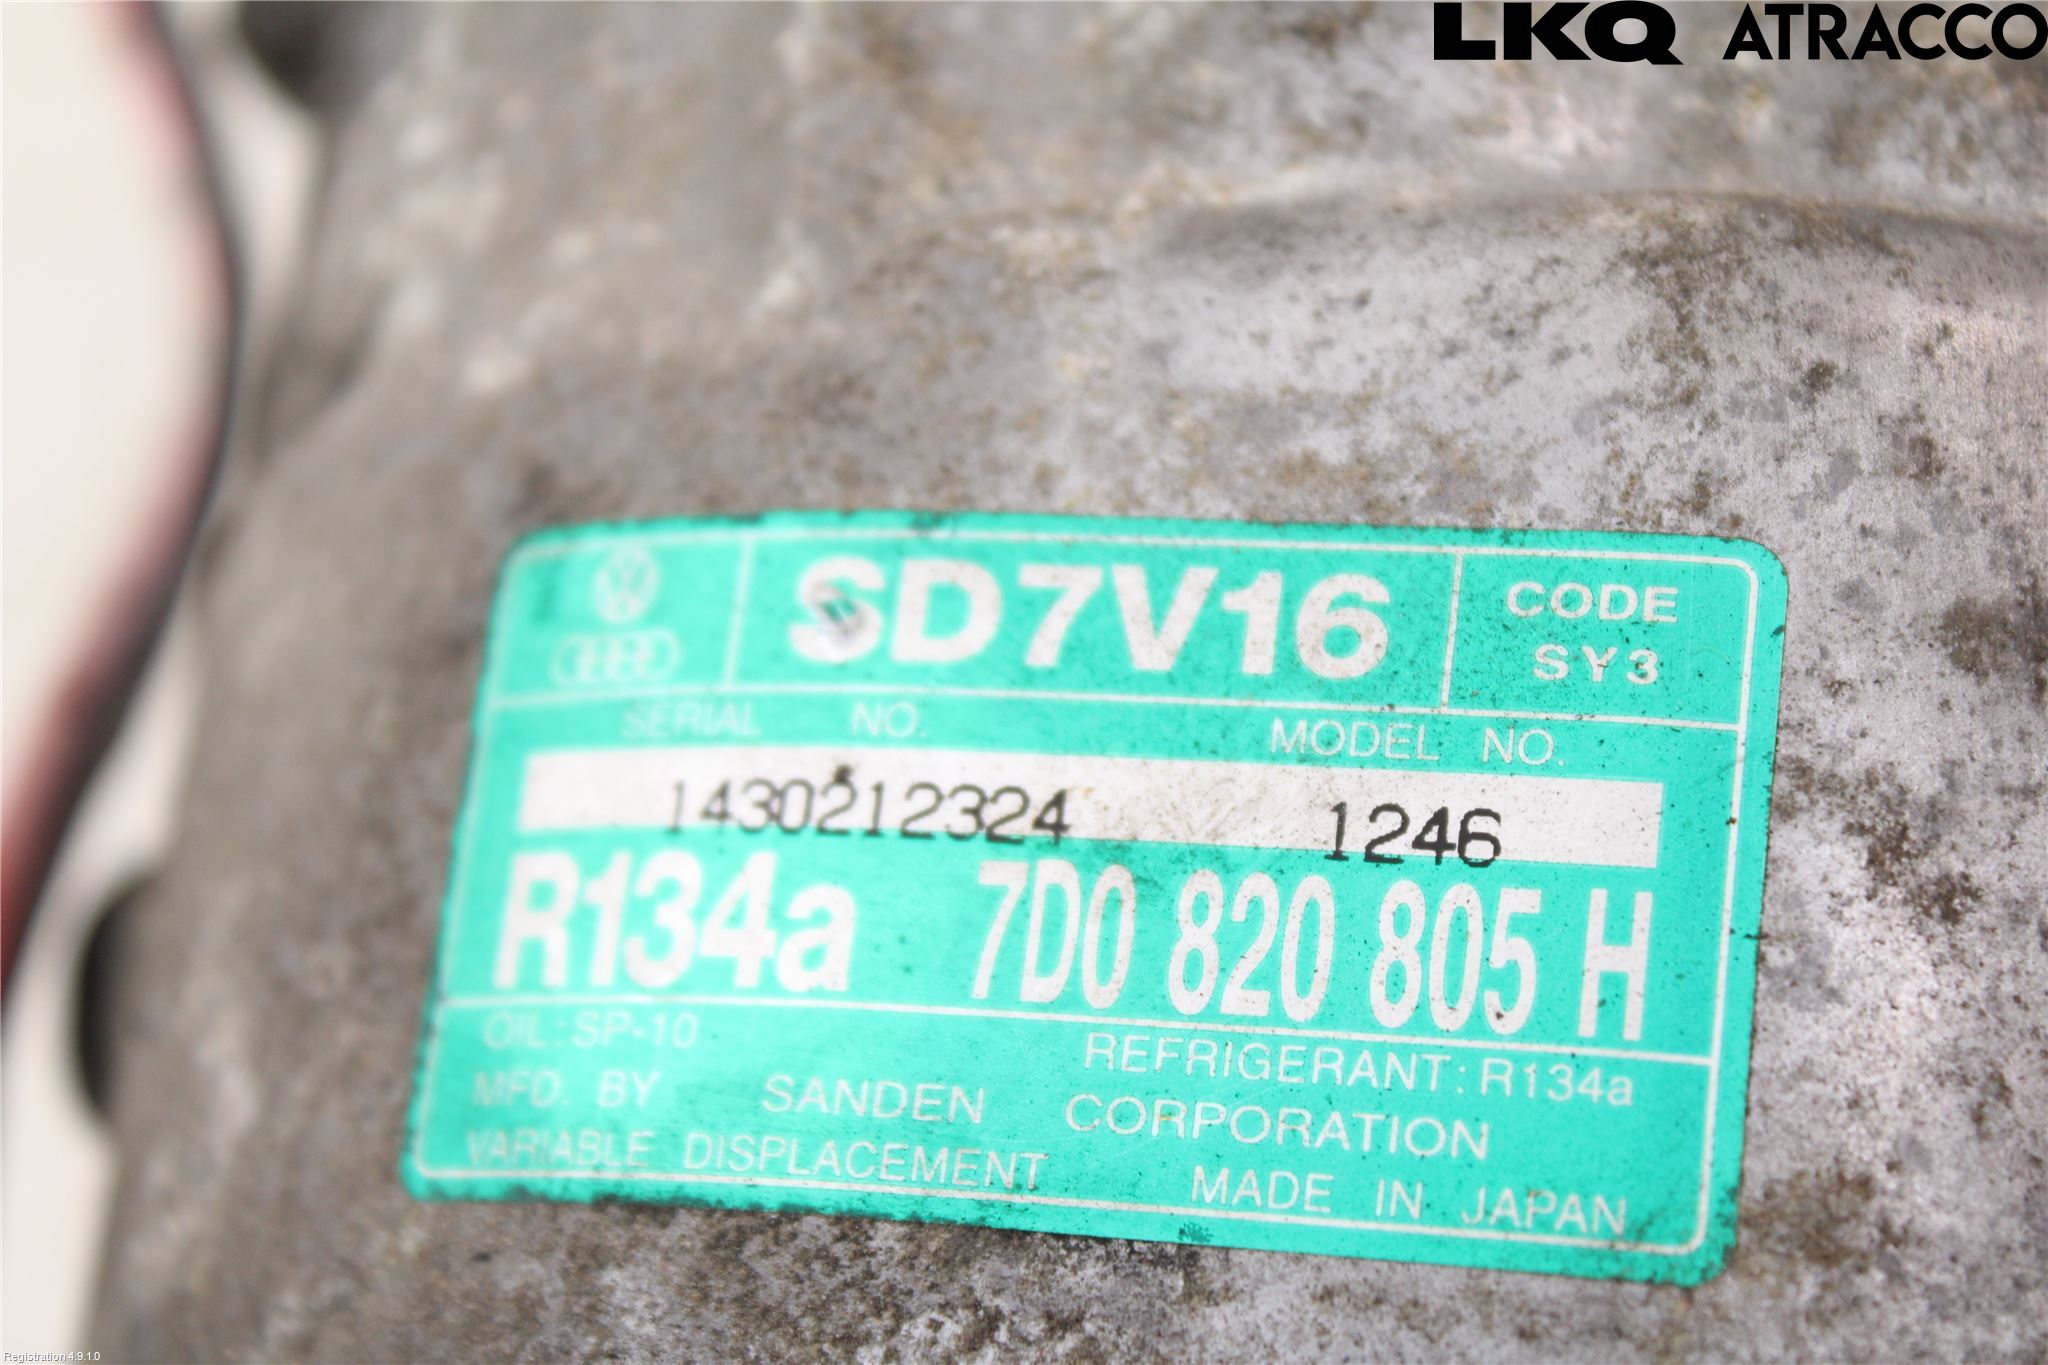 LKQ ATRACCO
SD7V16
CODE
SY3
SERIAL NO. MODEL NO.
1430212324 1246
R134a 7D0 820 805 H
OIL: SP-10 REFRIGERANT: R134a
MFD. BY SANDEN CORPORATION
VARIABLE DISPLACEMENT MADE IN JAPAN
Registration 4.9.1.0